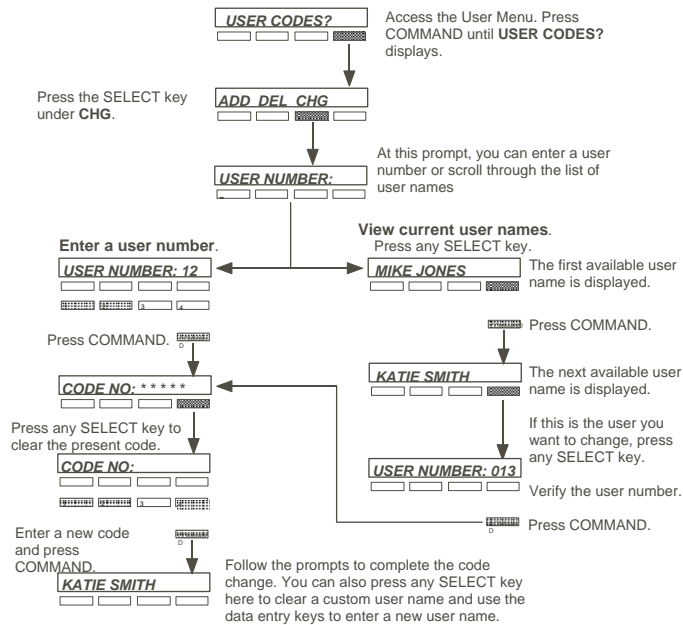 USER CODES?
Access the User Menu. Press
COMMAND until USER CODES?
displays.
Press the SELECT key
under CHG.
ADD DEL CHG
At this prompt, you can enter a user
number or scroll through the list of
user names
USER NUMBER:
Enter a user number.
USER NUMBER: 12
3 4
Press COMMAND.
D
CODE NO: * * * * *
Press any SELECT key to
clear the present code.
CODE NO:
3
Enter a new code
and press
COMMAND.
D
KATIE SMITH
View current user names.
Press any SELECT key.
MIKE JONES
The first available user
name is displayed.
Press COMMAND.
KATIE SMITH
The next available user
name is displayed.
If this is the user you
want to change, press
any SELECT key.
USER NUMBER: 013
Verify the user number.
Press COMMAND.
D
Follow the prompts to complete the code
change. You can also press any SELECT key
here to clear a custom user name and use the
data entry keys to enter a new user name.